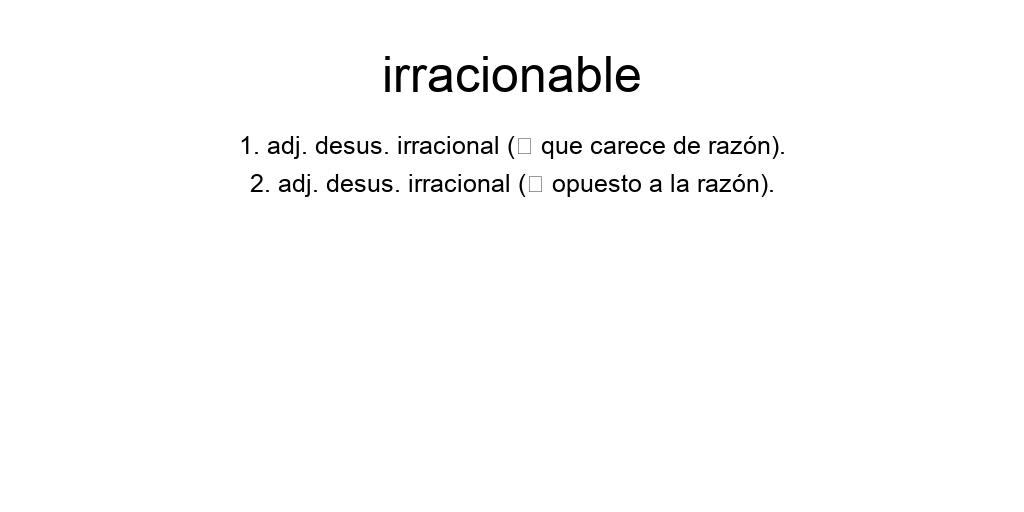 irracionable
1. adj. desus. irracional (□ que carece de razón).
2. adj. desus. irracional (□ opuesto a la razón).